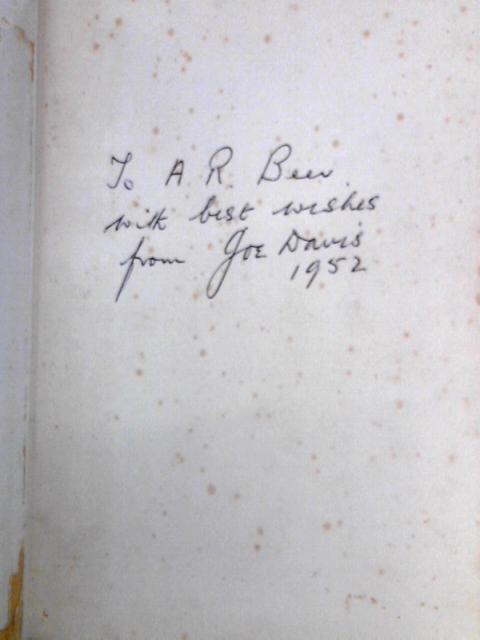 To A R. Beer
with best wishes
from Joe Davis
1952